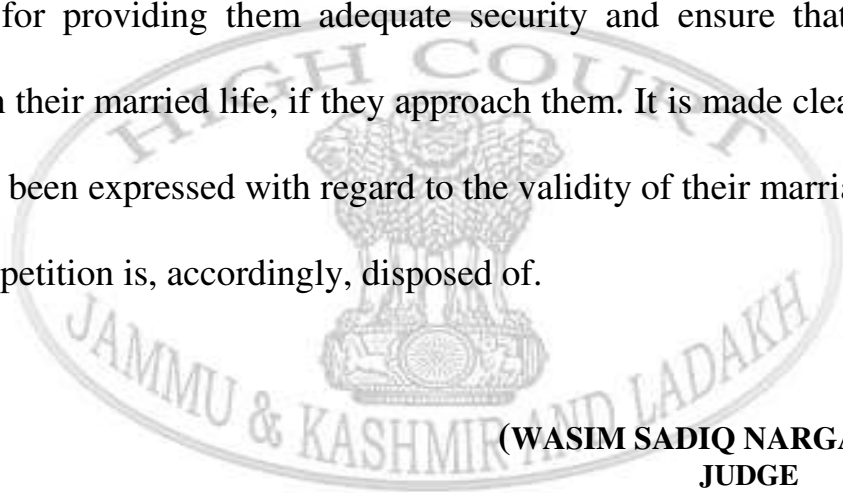 for providing them adequate security and ensure that
their married life, if they approach them. It is made clea
been expressed with regard to the validity of their marria
petition is, accordingly, disposed of.
HIGH COURT
JAMMU & KASHMIR AND LADAKH
(WASIM SADIQ NARGA
JUDGE